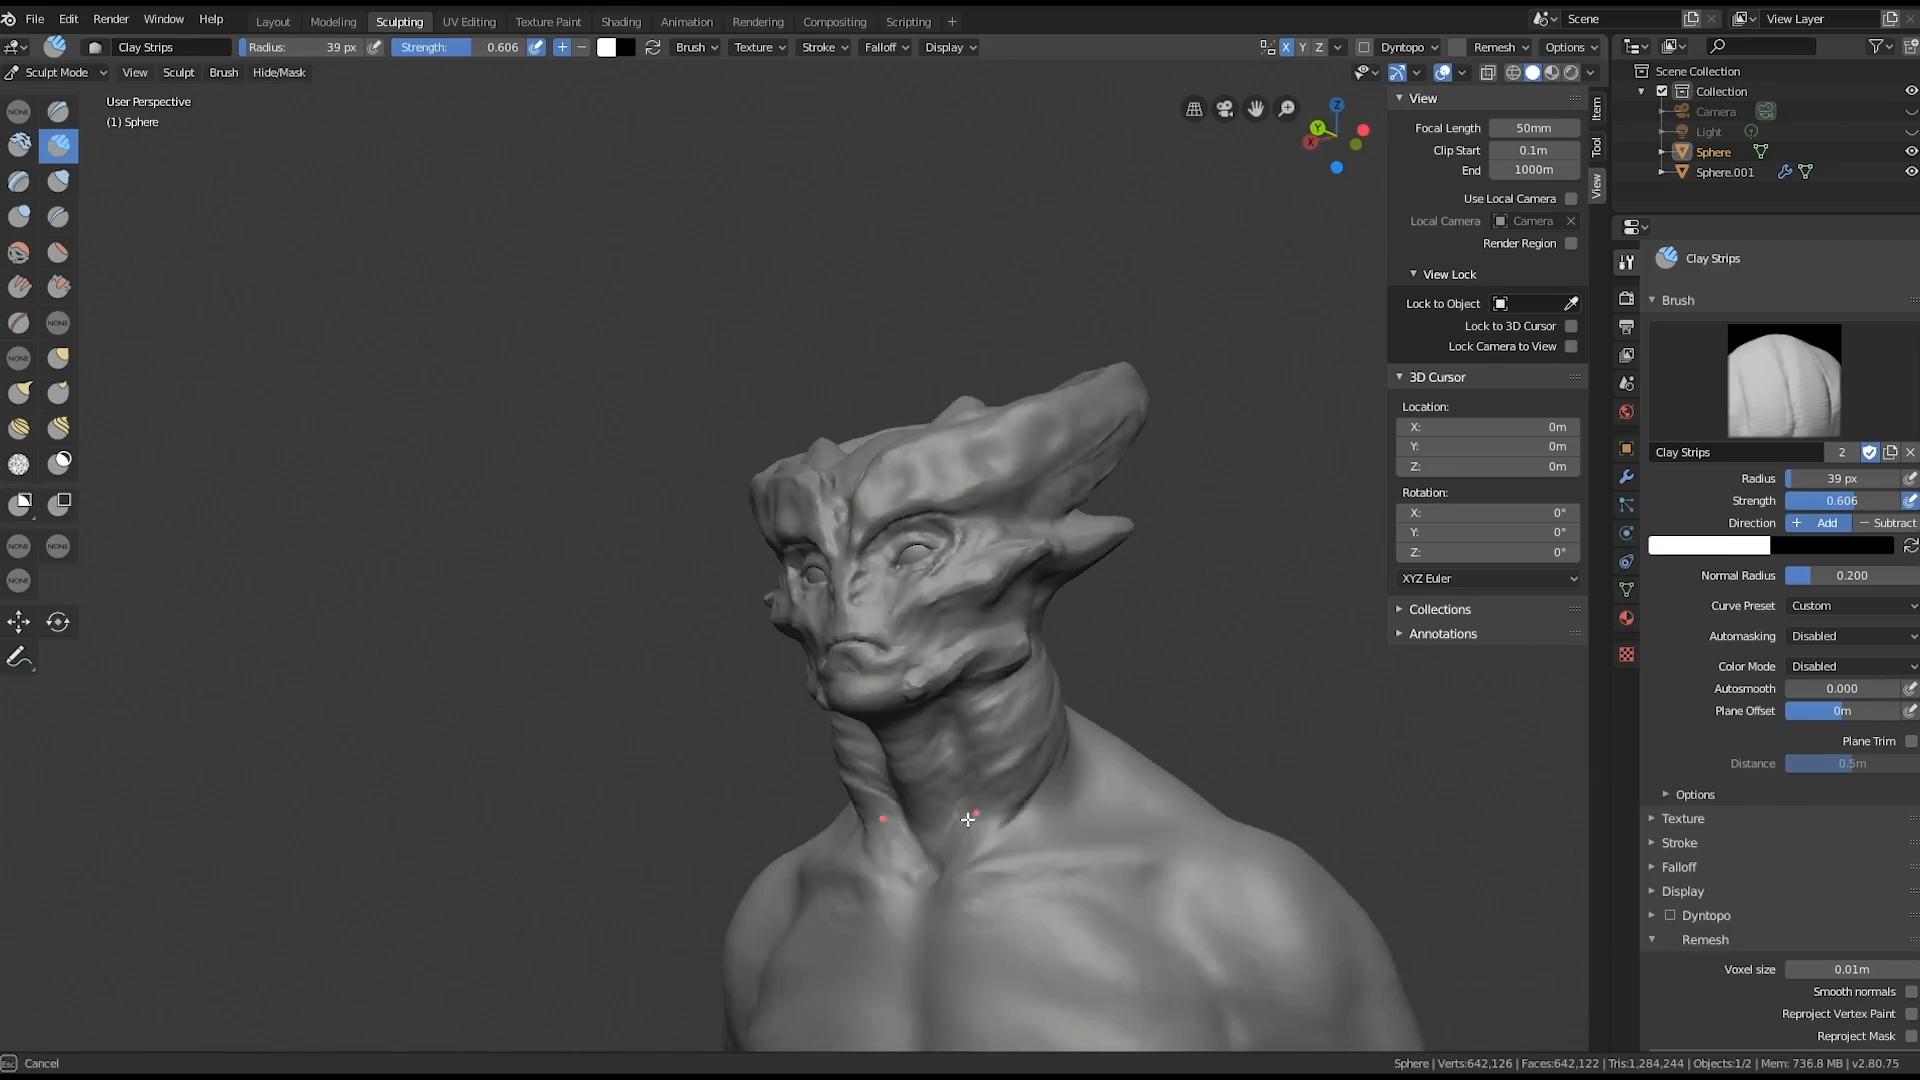 File Edit Render Window Help Layout Modeling Sculpting UV Editing Texture Paint Shading Animation Rendering Compositing Scripting + Scene View Layer
Clay Strips Radius: 39 px Strength: 0.606 + − Brush Texture Stroke Falloff Display X Y Z Dyntopo Remesh Options
Sculpt Mode View Sculpt Brush Hide/Mask
User Perspective
(1) Sphere
NONE
NONE
NONE
NONE NONE
NONE
Z
Y
X
View
Focal Length 50mm
Clip Start 0.1m
End 1000m
Use Local Camera
Local Camera Camera
Render Region
View Lock
Lock to Object
Lock to 3D Cursor
Lock Camera to View
3D Cursor
Location:
X: 0m
Y: 0m
Z: 0m
Rotation:
X: 0°
Y: 0°
Z: 0°
XYZ Euler
Collections
Annotations
Item
Tool
View
Scene Collection
Collection
Camera
Light
Sphere
Sphere.001
Clay Strips
Brush
Clay Strips 2
Radius 39 px
Strength 0.606
Direction + Add − Subtract
Normal Radius 0.200
Curve Preset Custom
Automasking Disabled
Color Mode Disabled
Autosmooth 0.000
Plane Offset 0m
Plane Trim
Distance 0.5m
Options
Texture
Stroke
Falloff
Display
Dyntopo
Remesh
Voxel size 0.01m
Smooth normals
Reproject Vertex Paint
Reproject Mask
Esc Cancel
Sphere | Verts:642,126 | Faces:642,122 | Tris:1,284,244 | Objects:1/2 | Mem: 736.8 MB | v2.80.75